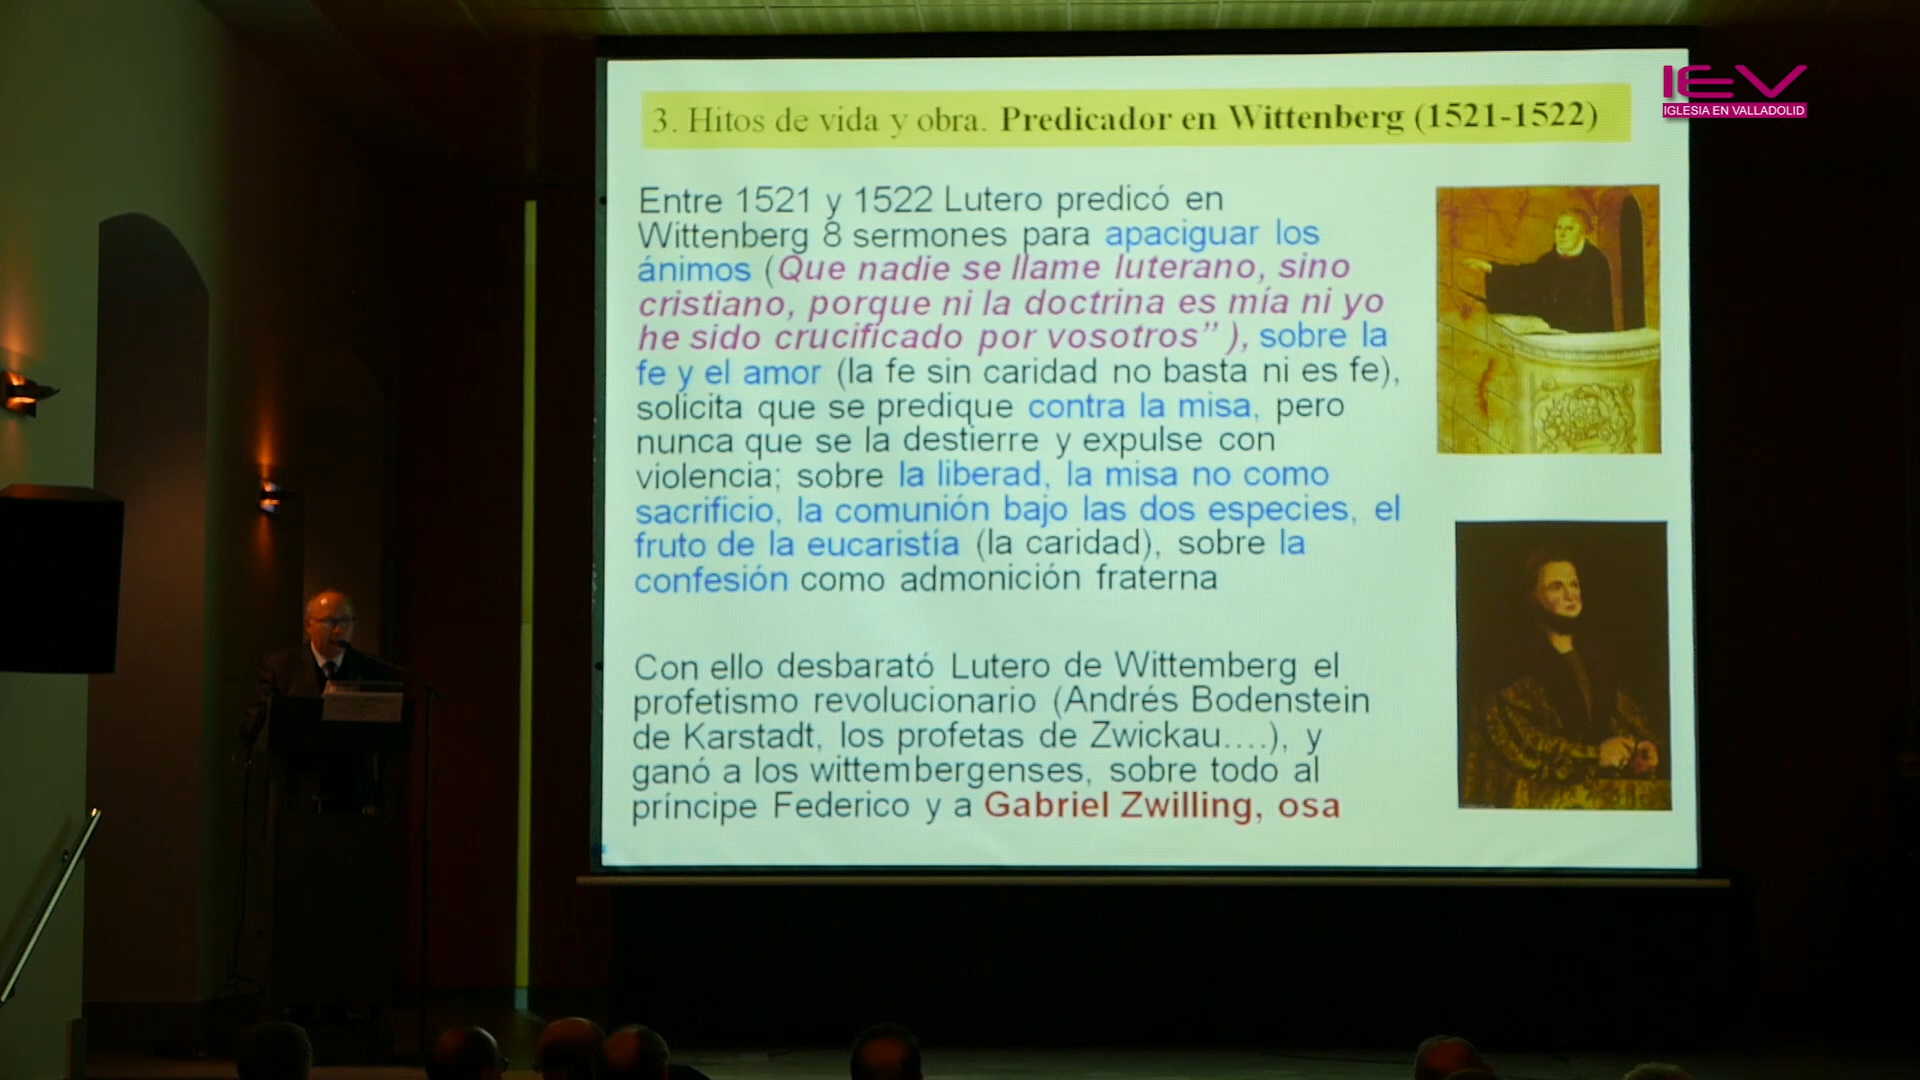 IEV
IGLESIA EN VALLADOLID
3. Hitos de vida y obra. Predicador en Wittenberg (1521-1522)
Entre 1521 y 1522 Lutero predicó en
Wittenberg 8 sermones para apaciguar los
ánimos (Que nadie se llame luterano, sino
cristiano, porque ni la doctrina es mía ni yo
he sido crucificado por vosotros” ), sobre la
fe y el amor (la fe sin caridad no basta ni es fe),
solicita que se predique contra la misa, pero
nunca que se la destierre y expulse con
violencia; sobre la liberad, la misa no como
sacrificio, la comunión bajo las dos especies, el
fruto de la eucaristía (la caridad), sobre la
confesión como admonición fraterna
Con ello desbarató Lutero de Wittemberg el
profetismo revolucionario (Andrés Bodenstein
de Karstadt, los profetas de Zwickau....), y
ganó a los wittembergenses, sobre todo al
príncipe Federico y a Gabriel Zwilling, osa